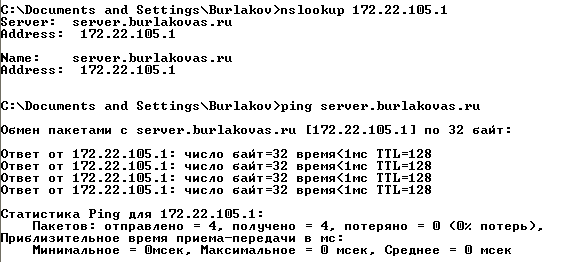 C:\Documents and Settings\Burlakov>nslookup 172.22.105.1
Server:  server.burlakovas.ru
Address:  172.22.105.1
Name:    server.burlakovas.ru
Address:  172.22.105.1
C:\Documents and Settings\Burlakov>ping server.burlakovas.ru
Обмен пакетами с server.burlakovas.ru [172.22.105.1] по 32 байт:
Ответ от 172.22.105.1: число байт=32 время<1мс TTL=128
Ответ от 172.22.105.1: число байт=32 время<1мс TTL=128
Ответ от 172.22.105.1: число байт=32 время<1мс TTL=128
Ответ от 172.22.105.1: число байт=32 время<1мс TTL=128
Статистика Ping для 172.22.105.1:
    Пакетов: отправлено = 4, получено = 4, потеряно = 0 (0% потерь),
Приблизительное время приема-передачи в мс:
    Минимальное = 0мсек, Максимальное = 0 мсек, Среднее = 0 мсек